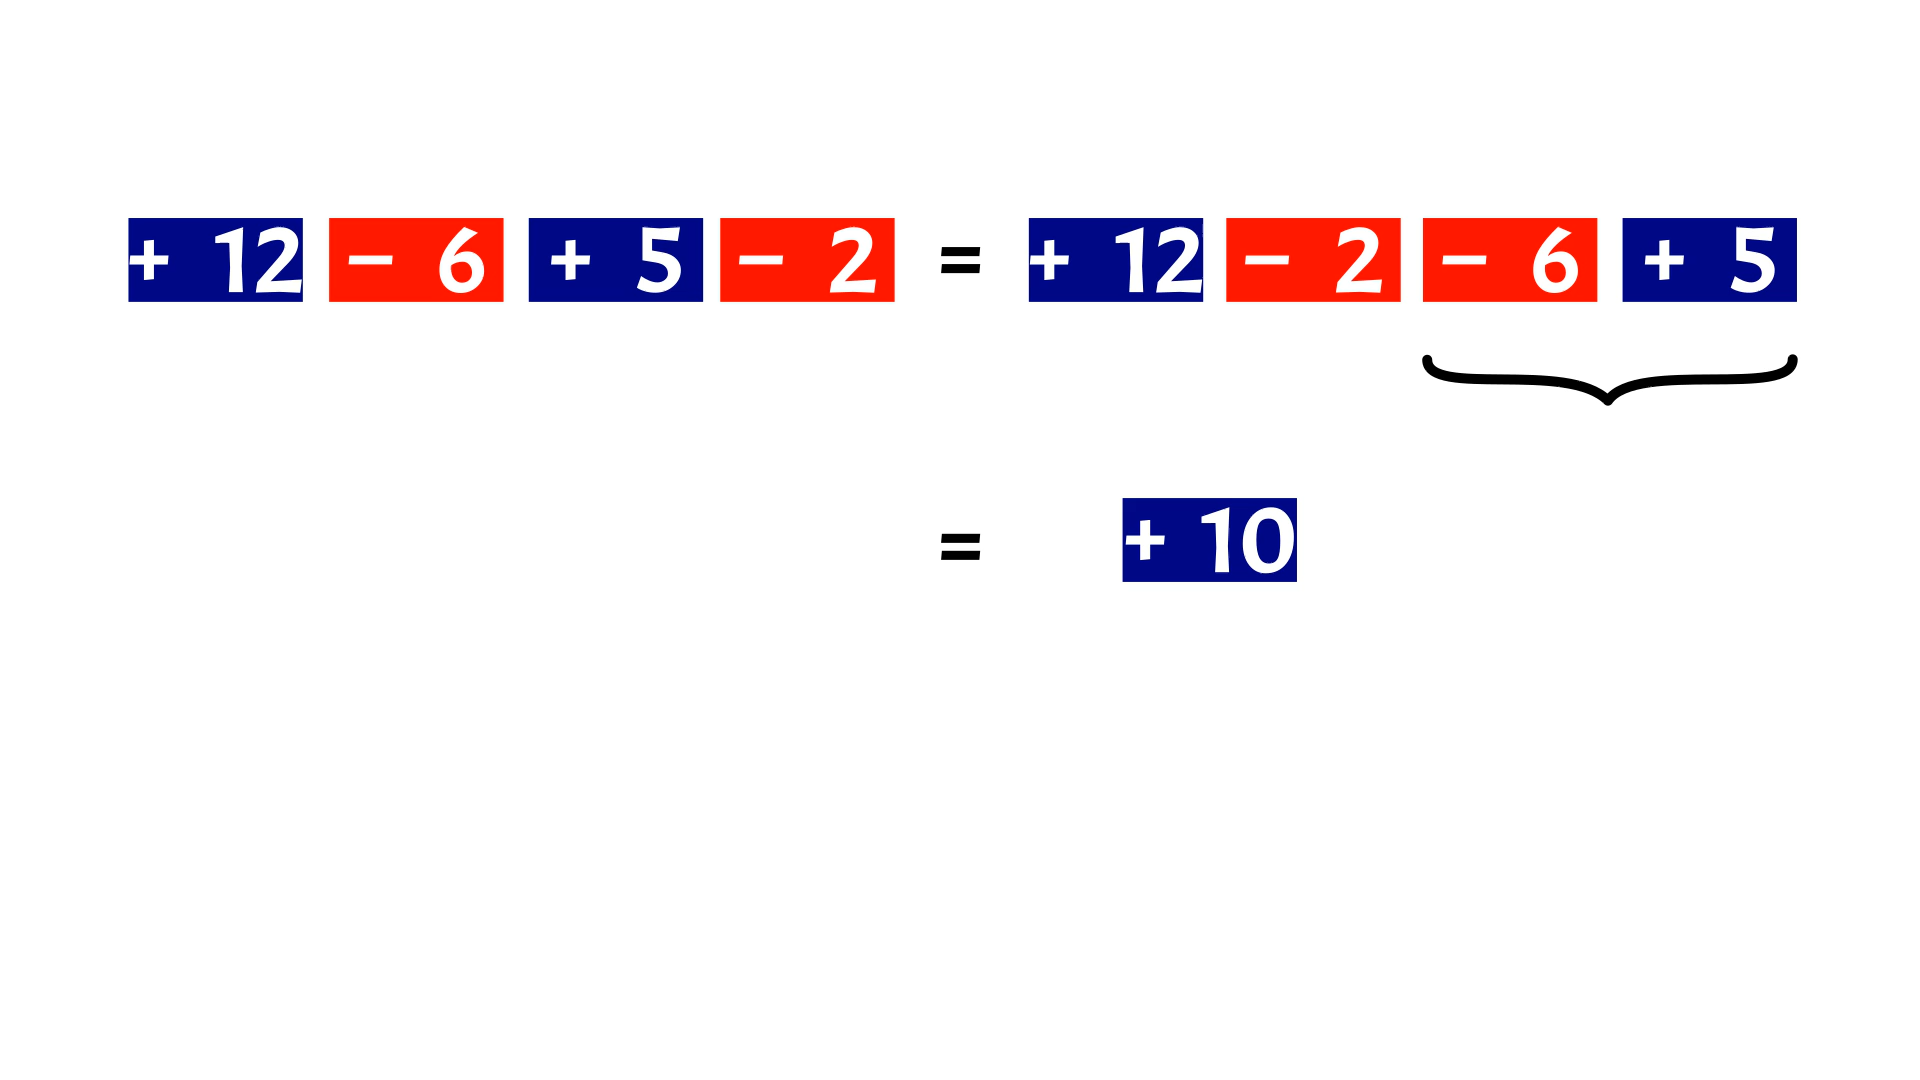 + 12 − 6 + 5 − 2 = + 12 − 2 − 6 + 5
= + 10